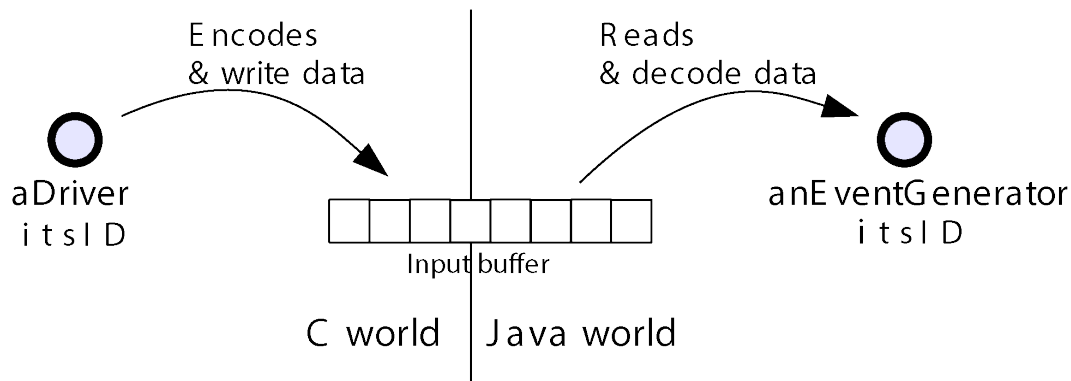 Encodes
& write data
Reads
& decode data
aDriver
itsID
anEventGenerator
itsID
Input buffer
C world
Java world